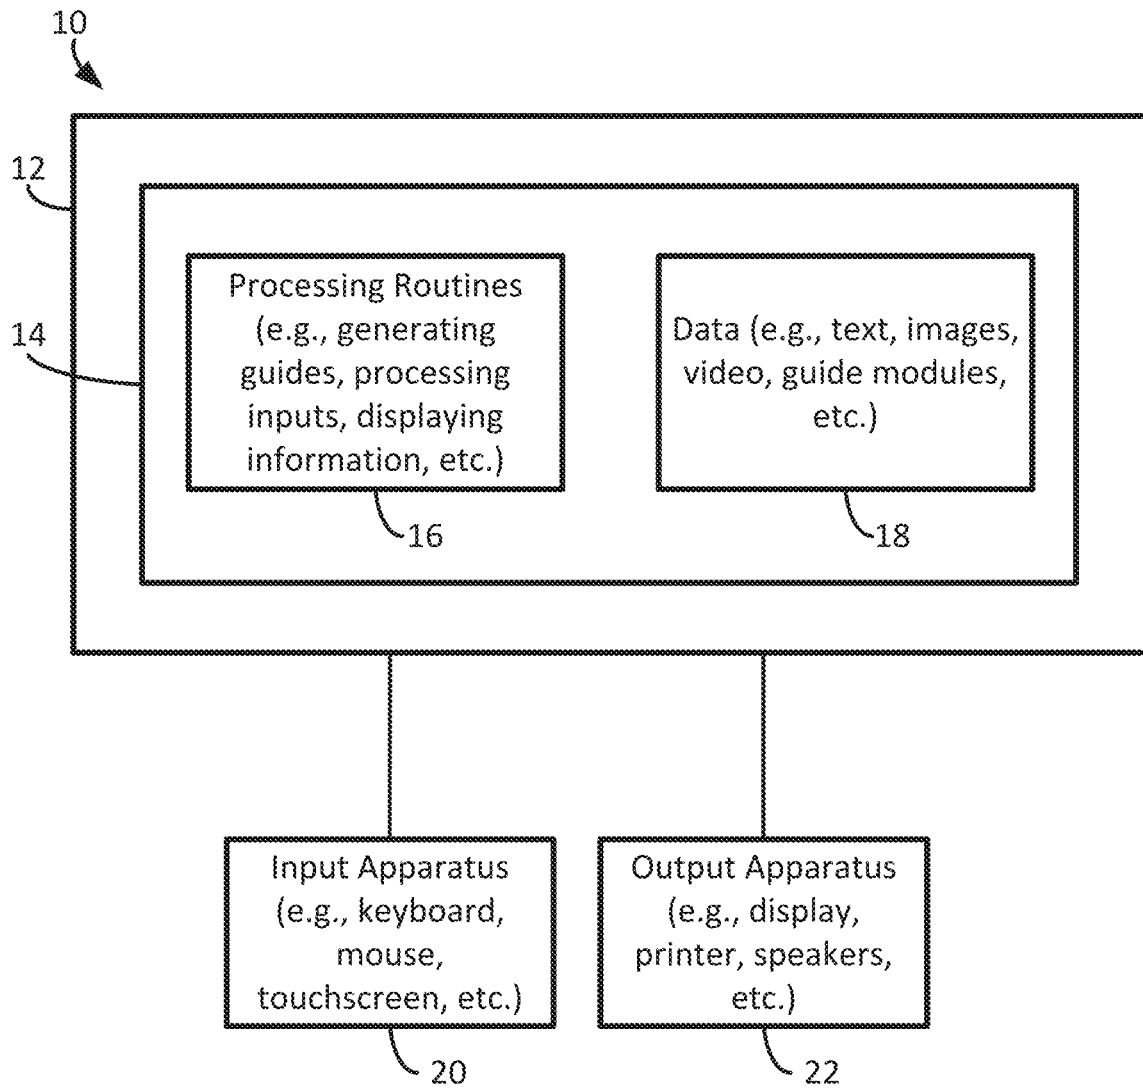 10
12
14
Processing Routines
(e.g., generating
guides, processing
inputs, displaying
information, etc.)
16
Data (e.g., text, images,
video, guide modules,
etc.)
18
Input Apparatus
(e.g., keyboard,
mouse,
touchscreen, etc.)
20
Output Apparatus
(e.g., display,
printer, speakers,
etc.)
22